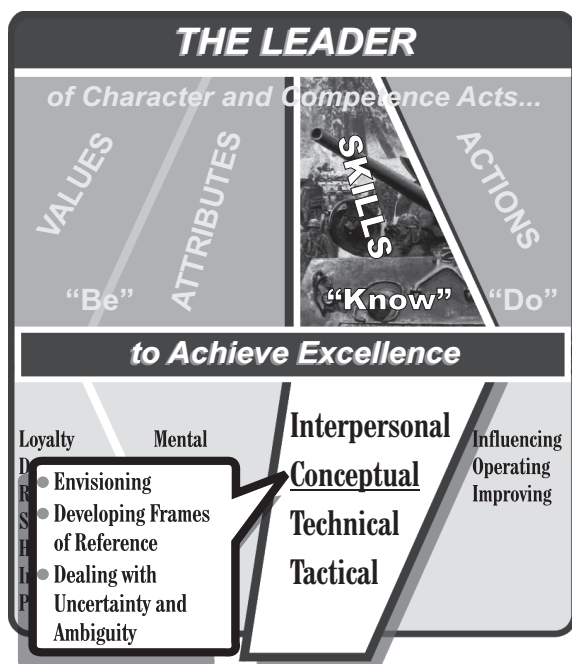 THE LEADER
of Character and Competence Acts...
VALUES
ATTRIBUTES
SKILLS
ACTIONS
“Be”
“Know”
“Do”
to Achieve Excellence
Loyalty
Mental
Interpersonal
Conceptual
Technical
Tactical
Influencing
Operating
Improving
Envisioning
Developing Frames
of Reference
Dealing with
Uncertainty and
Ambiguity